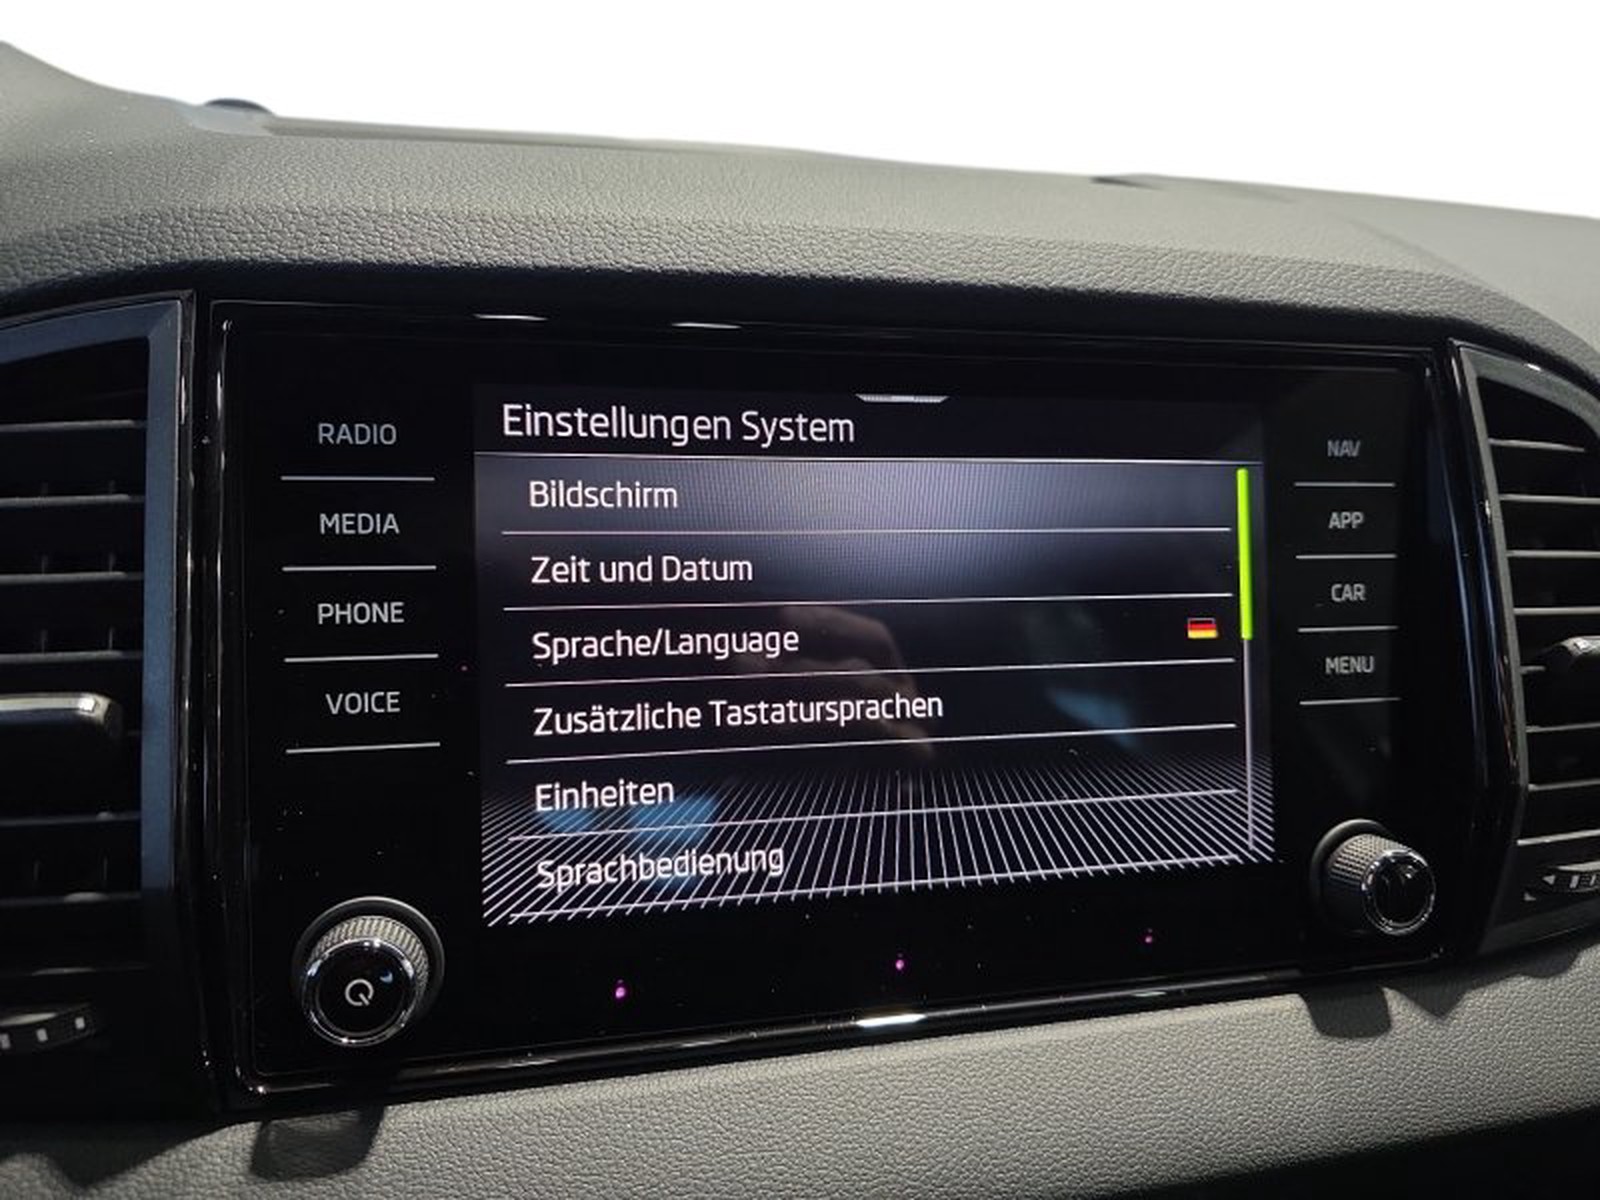 RADIO
MEDIA
PHONE
VOICE
Einstellungen System
Bildschirm
Zeit und Datum
Sprache/Language
Zusätzliche Tastatursprachen
Einheiten
Sprachbedienung
NAV
APP
CAR
MENU